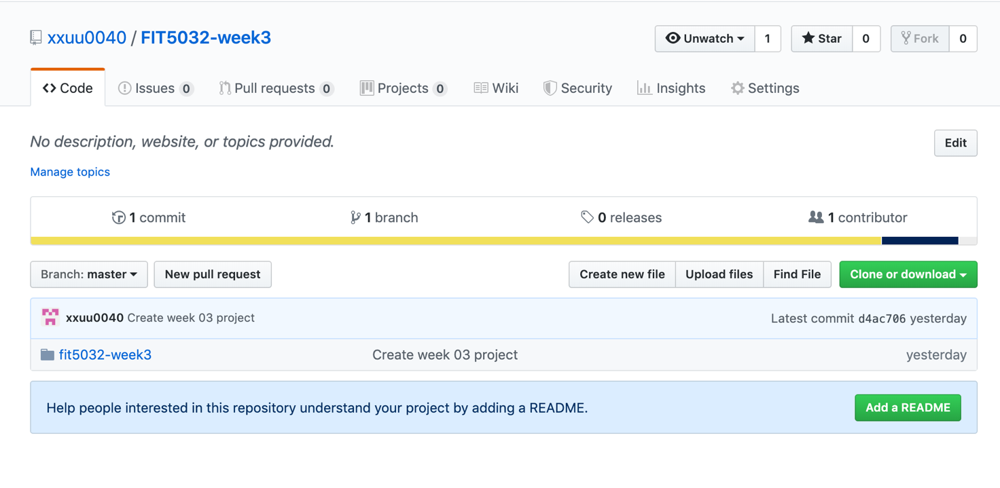 xxuu0040 / FIT5032-week3
Unwatch 1 Star 0 Fork 0
Code Issues 0 Pull requests 0 Projects 0 Wiki Security Insights Settings
No description, website, or topics provided. Edit
Manage topics
1 commit 1 branch 0 releases 1 contributor
Branch: master New pull request Create new file Upload files Find File Clone or download
xxuu0040 Create week 03 project Latest commit d4ac706 yesterday
fit5032-week3 Create week 03 project yesterday
Help people interested in this repository understand your project by adding a README. Add a README